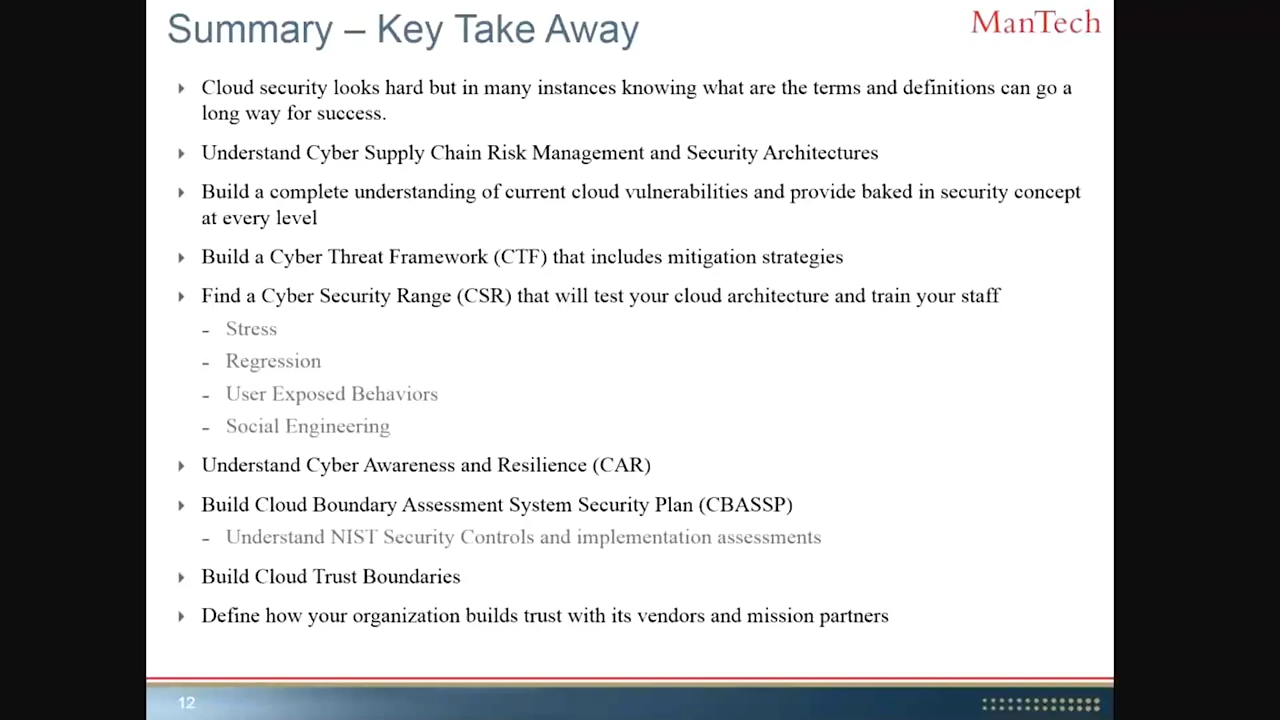 Summary – Key Take Away
ManTech
Cloud security looks hard but in many instances knowing what are the terms and definitions can go a
long way for success.
Understand Cyber Supply Chain Risk Management and Security Architectures
Build a complete understanding of current cloud vulnerabilities and provide baked in security concept
at every level
Build a Cyber Threat Framework (CTF) that includes mitigation strategies
Find a Cyber Security Range (CSR) that will test your cloud architecture and train your staff
- Stress
- Regression
- User Exposed Behaviors
- Social Engineering
Understand Cyber Awareness and Resilience (CAR)
Build Cloud Boundary Assessment System Security Plan (CBASSP)
- Understand NIST Security Controls and implementation assessments
Build Cloud Trust Boundaries
Define how your organization builds trust with its vendors and mission partners
12